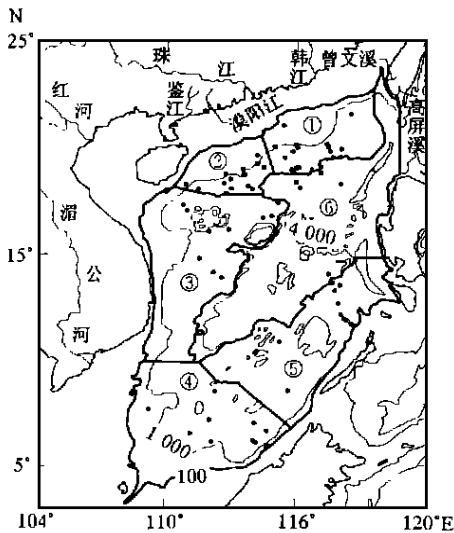 N
25°
15°
5°
104°
110°
116°
120°E
珠
江
韩
江
曾文溪
红
河
鉴
江
漠阳江
高
屏
溪
湄
公
河
①
②
③
④
⑤
⑥
4 000
1 000
100